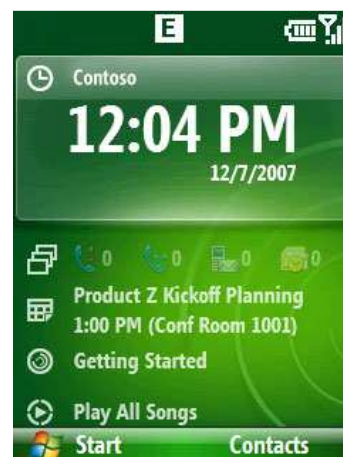 E
Contoso
12:04 PM
12/7/2007
0 0 0 0
Product Z Kickoff Planning
1:00 PM (Conf Room 1001)
Getting Started
Play All Songs
Start Contacts